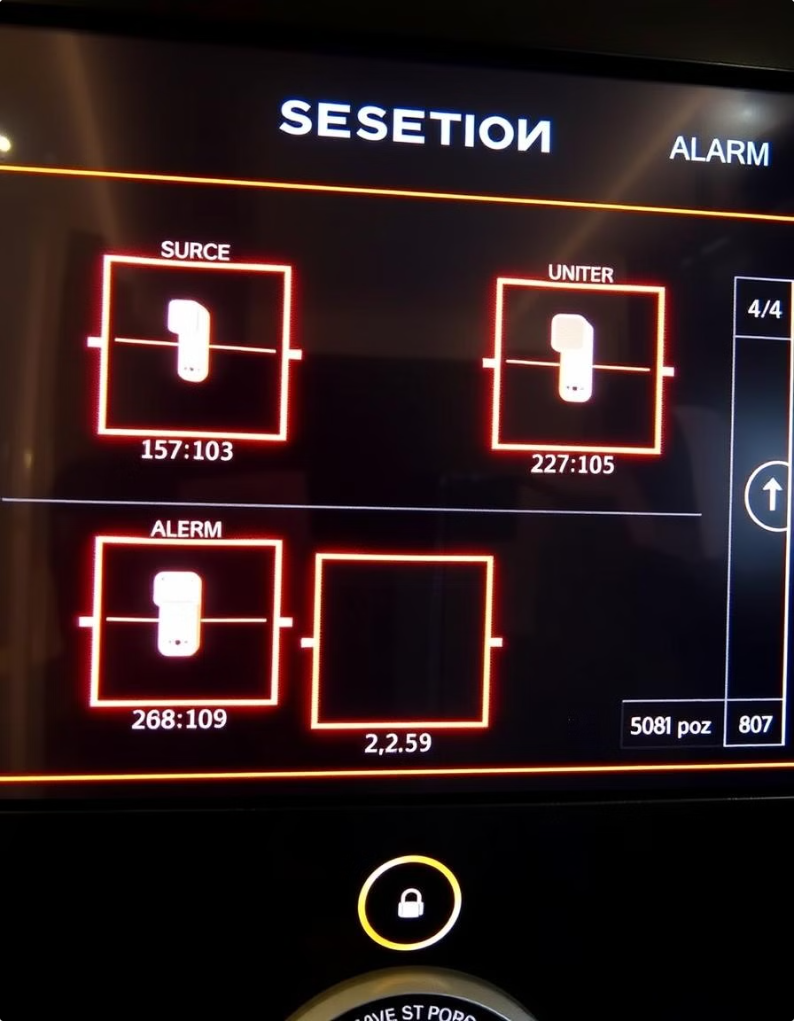 SESETIOИ
ALARM
SURCE
UNITER
4/4
157:103
227:105
ALERM
268:109
2,2.59
5081 poz
807
ST